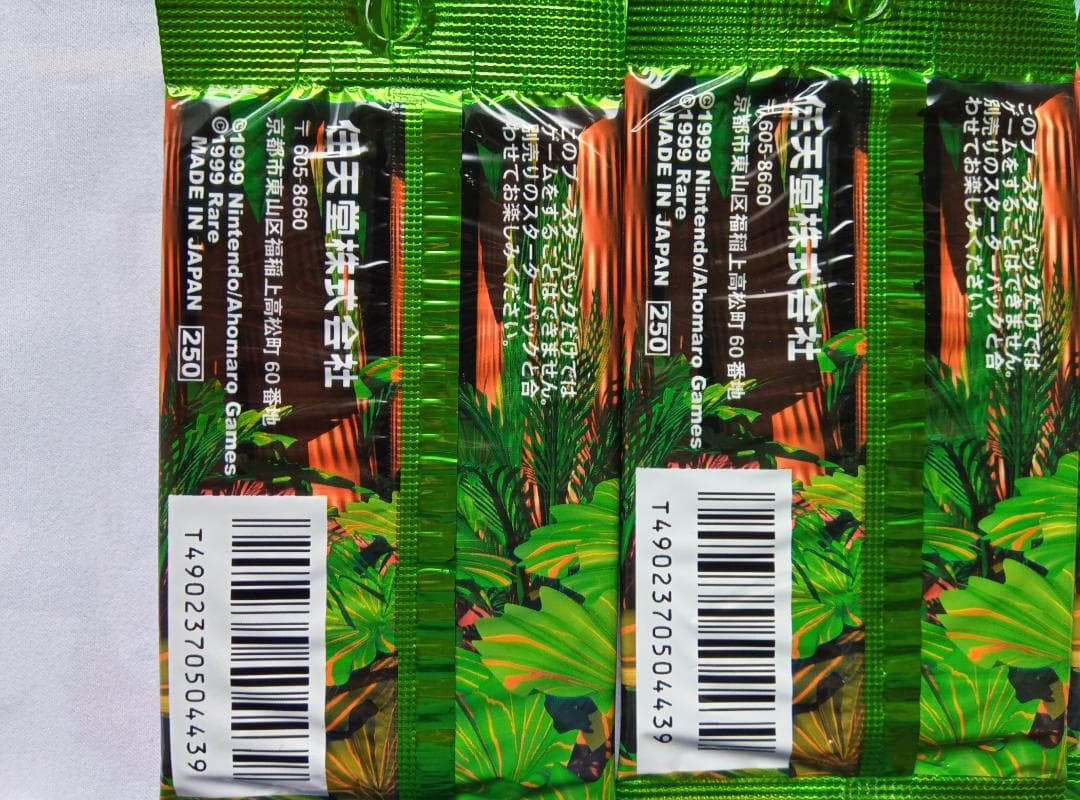 このブースターパックだけでは
ゲームをすることはできません。
別売りのスターターパックと合
わせてお楽しみください。
任天堂株式会社
〒605-8660
京都市東山区福稲上高松町60番地
©1999 Nintendo/Ahomaro Games
©1999 Rare
MADE IN JAPAN 250
T4902370504439
このブースターパックだけでは
ゲームをすることはできません。
別売りのスターターパックと合
わせてお楽しみください。
任天堂株式会社
〒605-8660
京都市東山区福稲上高松町60番地
©1999 Nintendo/Ahomaro Games
©1999 Rare
MADE IN JAPAN 250
T4902370504439